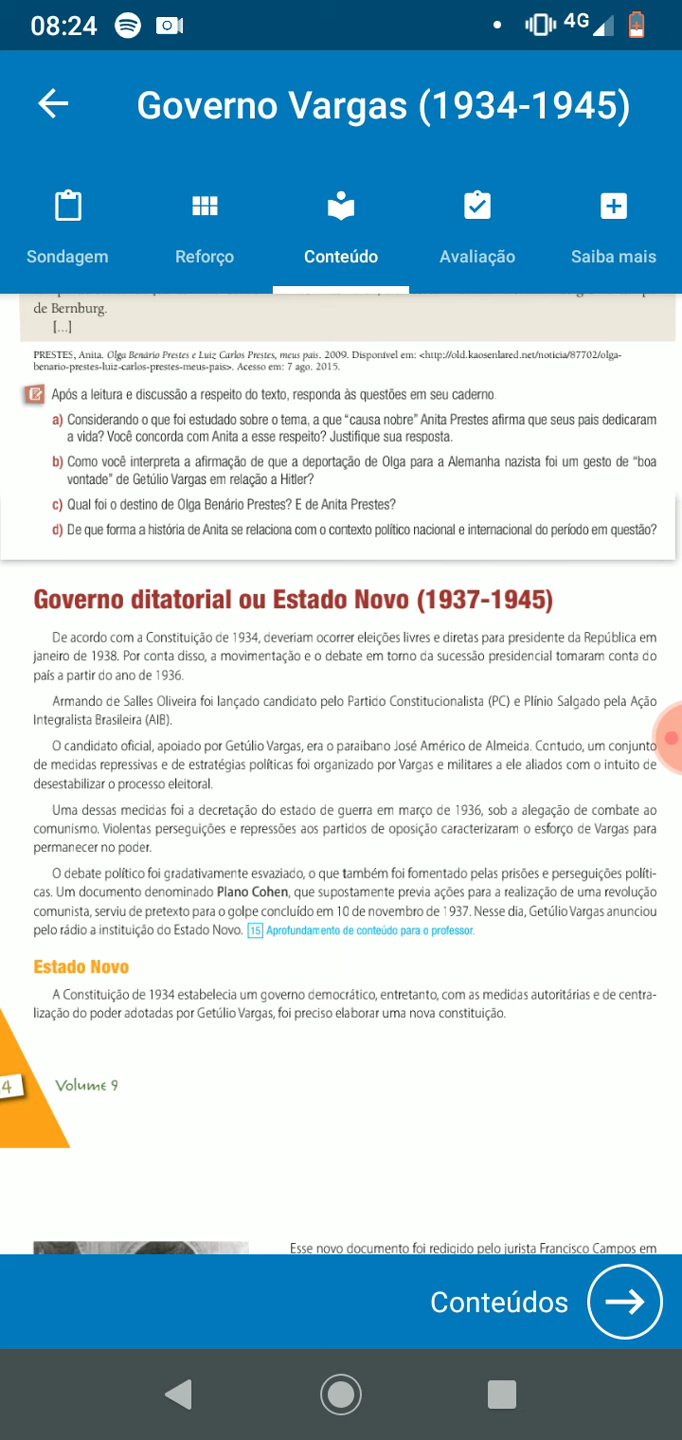 08:24
4G
Governo Vargas (1934-1945)
Sondagem
Reforço
Conteúdo
Avaliação
Saiba mais
de Bernburg.
[...]
PRESTES, Anita. Olga Benário Prestes e Luiz Carlos Prestes, meus pais. 2009. Disponível em: <http://old.kaosenlared.net/noticia/87702/olga-
benario-prestes-luiz-carlos-prestes-meus-pais>. Acesso em: 7 ago. 2015.
Após a leitura e discussão a respeito do texto, responda às questões em seu caderno.
a) Considerando o que foi estudado sobre o tema, a que “causa nobre” Anita Prestes afirma que seus pais dedicaram
a vida? Você concorda com Anita a esse respeito? Justifique sua resposta.
b) Como você interpreta a afirmação de que a deportação de Olga para a Alemanha nazista foi um gesto de “boa
vontade” de Getúlio Vargas em relação a Hitler?
c) Qual foi o destino de Olga Benário Prestes? E de Anita Prestes?
d) De que forma a história de Anita se relaciona com o contexto político nacional e internacional do período em questão?
Governo ditatorial ou Estado Novo (1937-1945)
De acordo com a Constituição de 1934, deveriam ocorrer eleições livres e diretas para presidente da República em
janeiro de 1938. Por conta disso, a movimentação e o debate em torno da sucessão presidencial tomaram conta do
país a partir do ano de 1936.
Armando de Salles Oliveira foi lançado candidato pelo Partido Constitucionalista (PC) e Plínio Salgado pela Ação
Integralista Brasileira (AIB).
O candidato oficial, apoiado por Getúlio Vargas, era o paraibano José Américo de Almeida. Contudo, um conjunto
de medidas repressivas e de estratégias políticas foi organizado por Vargas e militares a ele aliados com o intuito de
desestabilizar o processo eleitoral.
Uma dessas medidas foi a decretação do estado de guerra em março de 1936, sob a alegação de combate ao
comunismo. Violentas perseguições e repressões aos partidos de oposição caracterizaram o esforço de Vargas para
permanecer no poder.
O debate político foi gradativamente esvaziado, o que também foi fomentado pelas prisões e perseguições políti-
cas. Um documento denominado Plano Cohen, que supostamente previa ações para a realização de uma revolução
comunista, serviu de pretexto para o golpe concluído em 10 de novembro de 1937. Nesse dia, Getúlio Vargas anunciou
pelo rádio a instituição do Estado Novo. 15 Aprofundamento de conteúdo para o professor.
Estado Novo
A Constituição de 1934 estabelecia um governo democrático, entretanto, com as medidas autoritárias e de centra-
lização do poder adotadas por Getúlio Vargas, foi preciso elaborar uma nova constituição.
4
Volume 9
Esse novo documento foi redigido pelo jurista Francisco Campos em
Conteúdos